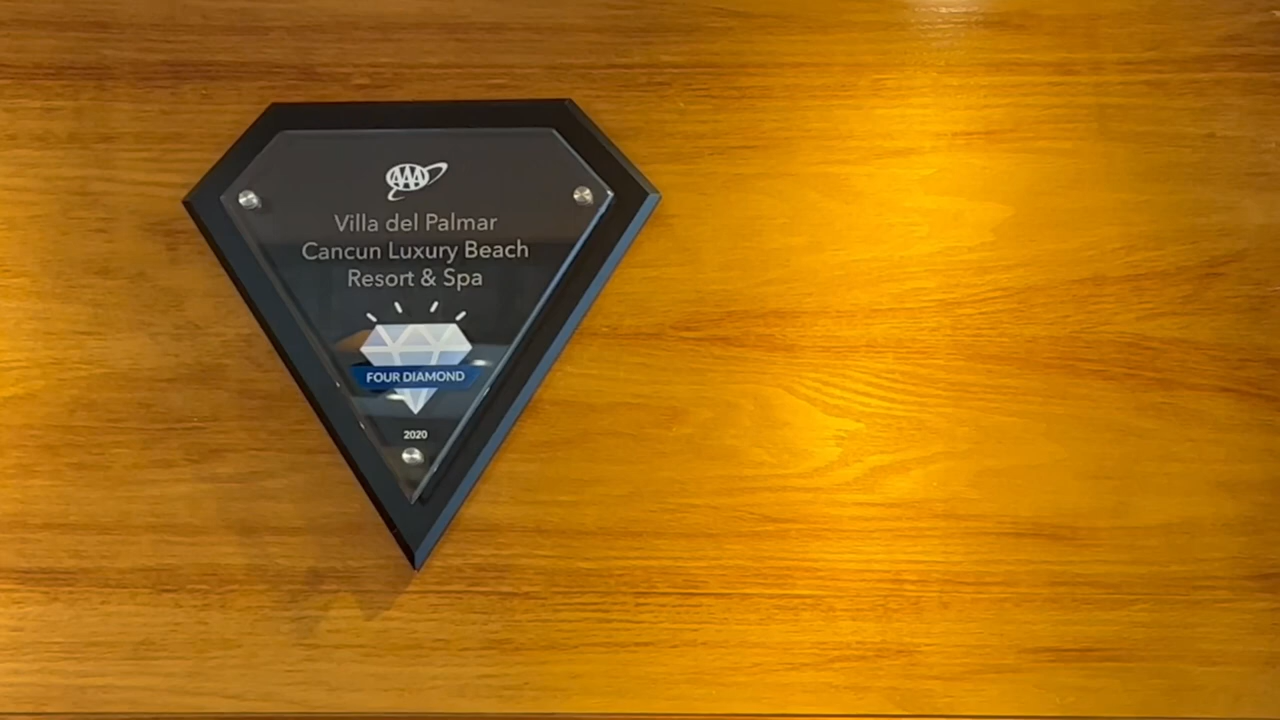 AAA
Villa del Palmar
Cancun Luxury Beach
Resort & Spa
FOUR DIAMOND
2020